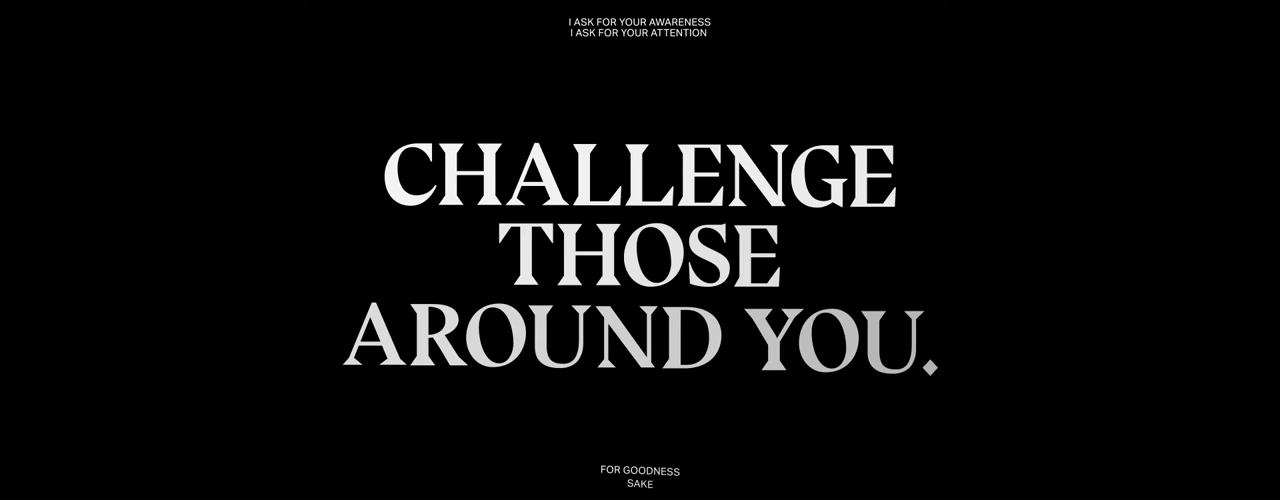 I ASK FOR YOUR AWARENESS
I ASK FOR YOUR ATTENTION
CHALLENGE
THOSE
AROUND YOU.
FOR GOODNESS
SAKE